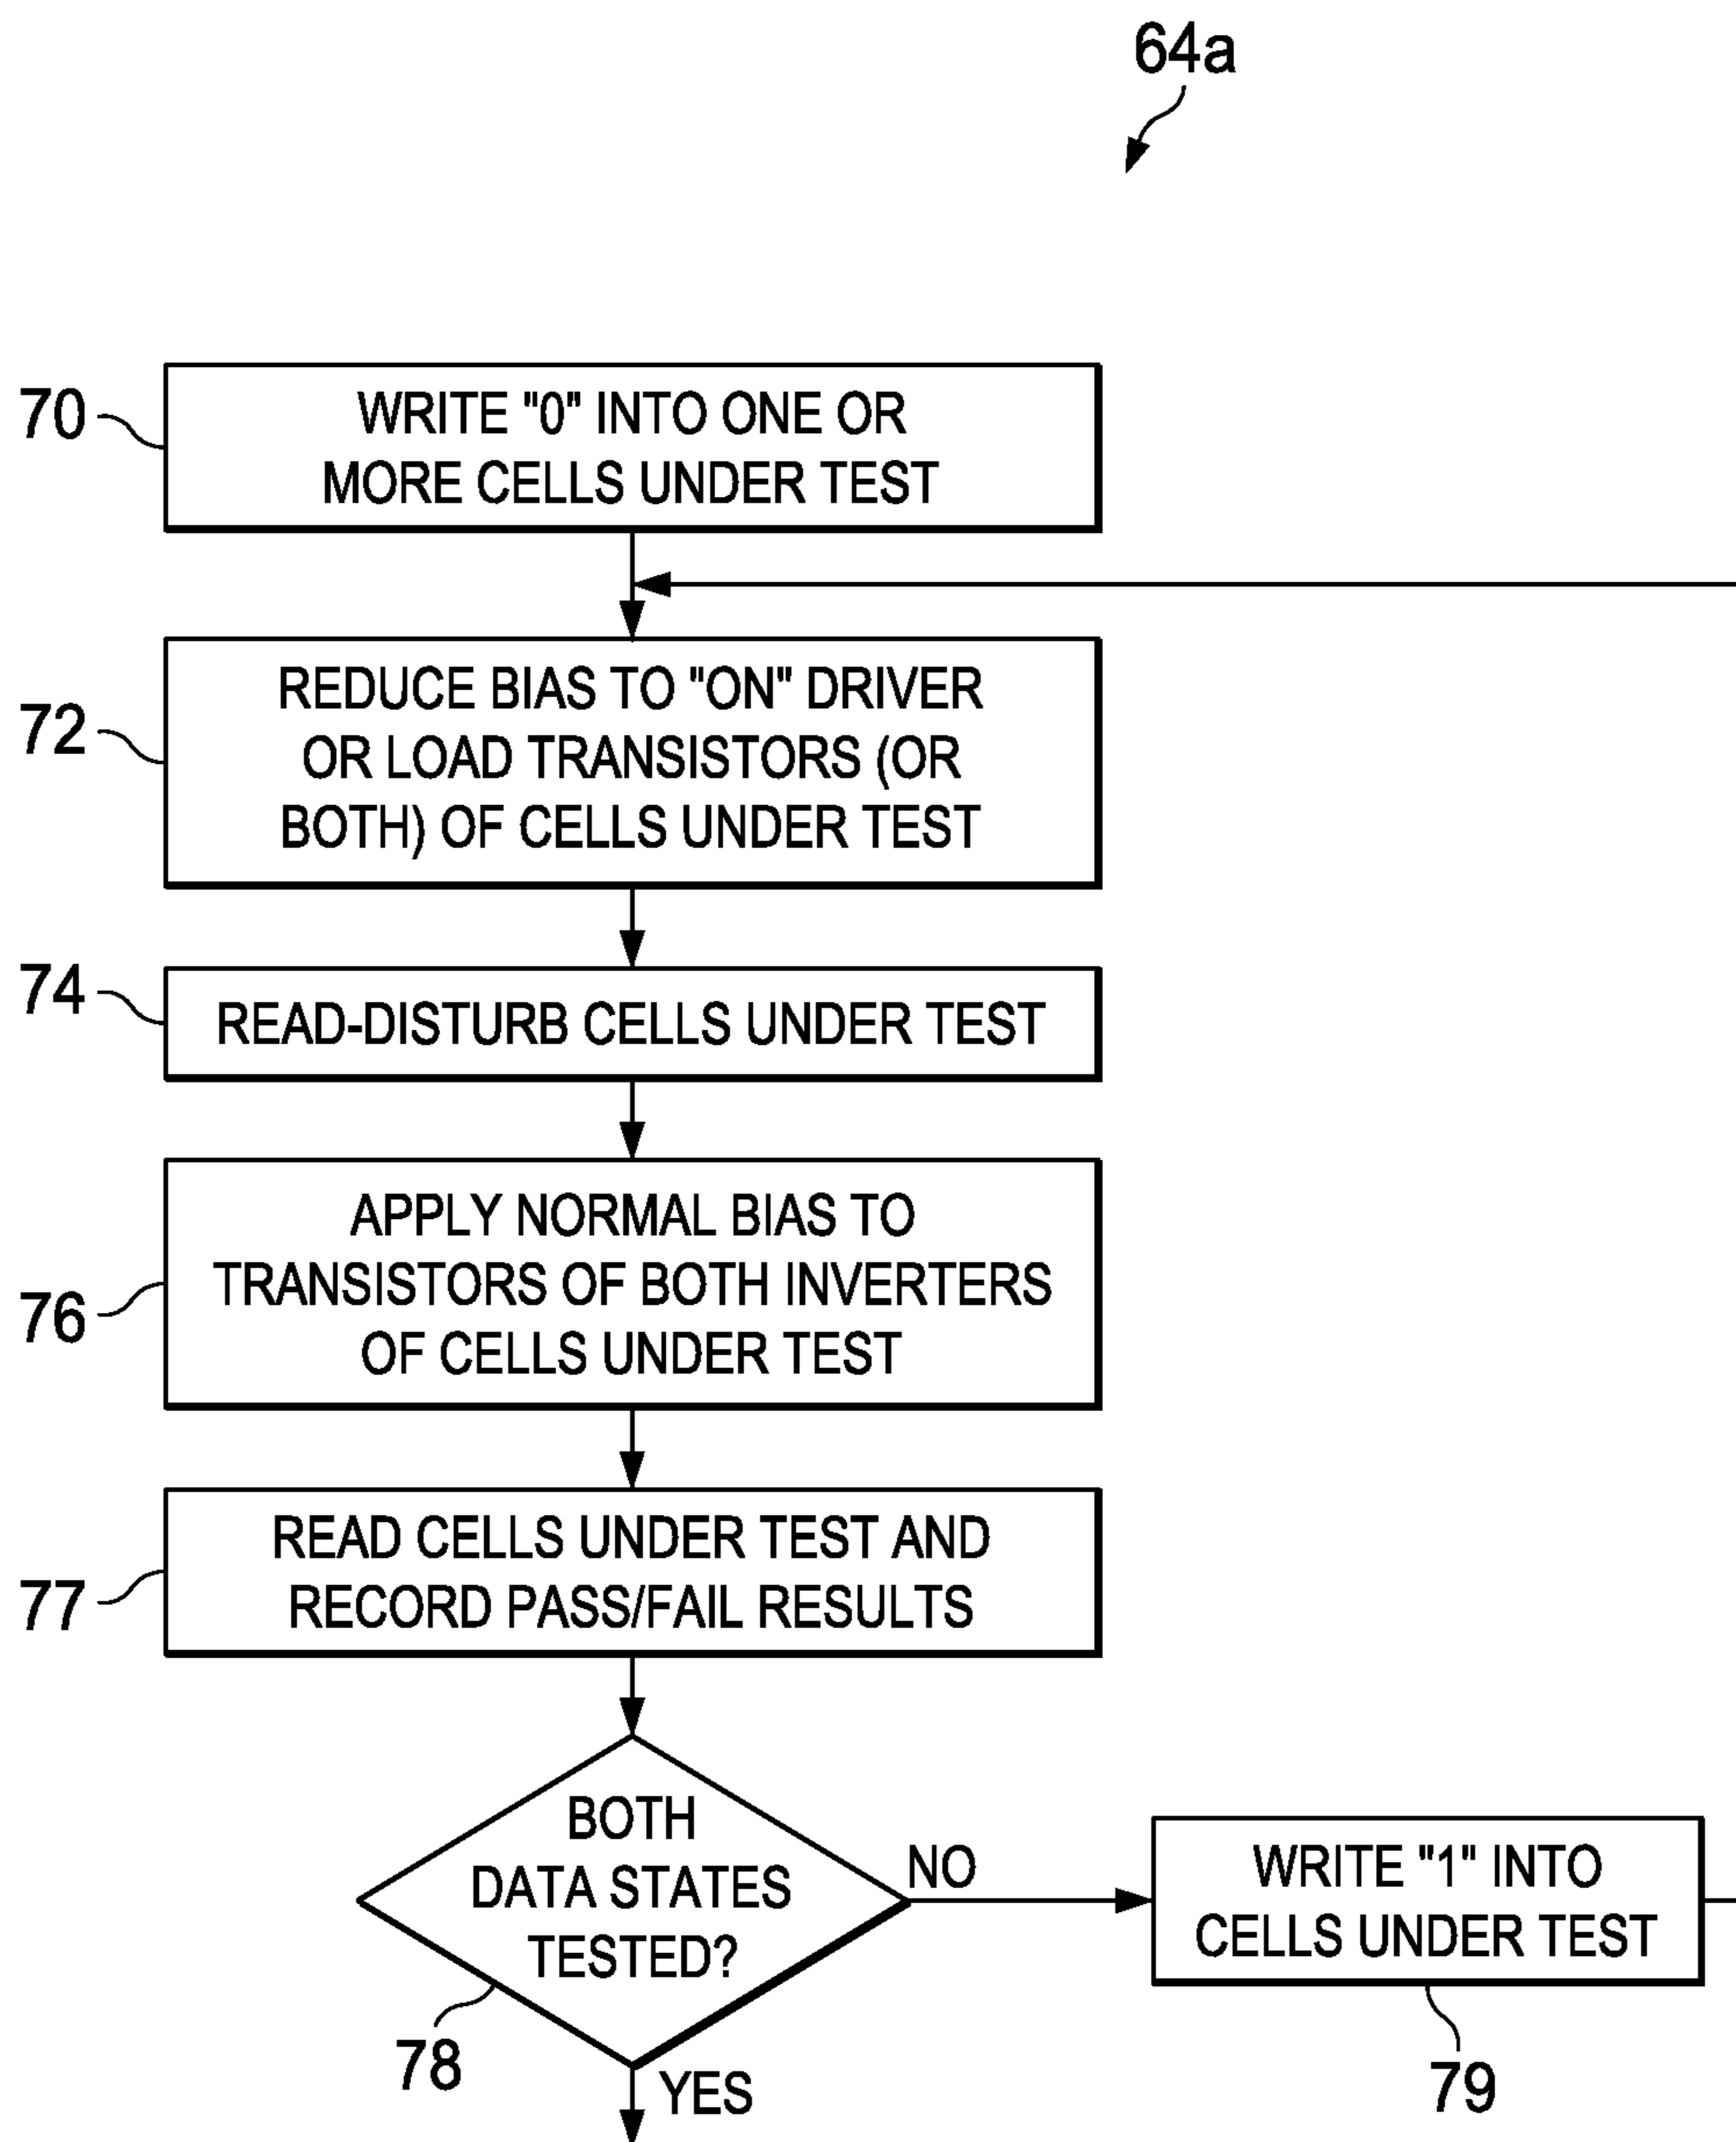 64a
70
WRITE "0" INTO ONE OR
MORE CELLS UNDER TEST
72
REDUCE BIAS TO "ON" DRIVER
OR LOAD TRANSISTORS (OR
BOTH) OF CELLS UNDER TEST
74
READ-DISTURB CELLS UNDER TEST
76
APPLY NORMAL BIAS TO
TRANSISTORS OF BOTH INVERTERS
OF CELLS UNDER TEST
77
READ CELLS UNDER TEST AND
RECORD PASS/FAIL RESULTS
BOTH
DATA STATES
TESTED?
78
NO
WRITE "1" INTO
CELLS UNDER TEST
79
YES